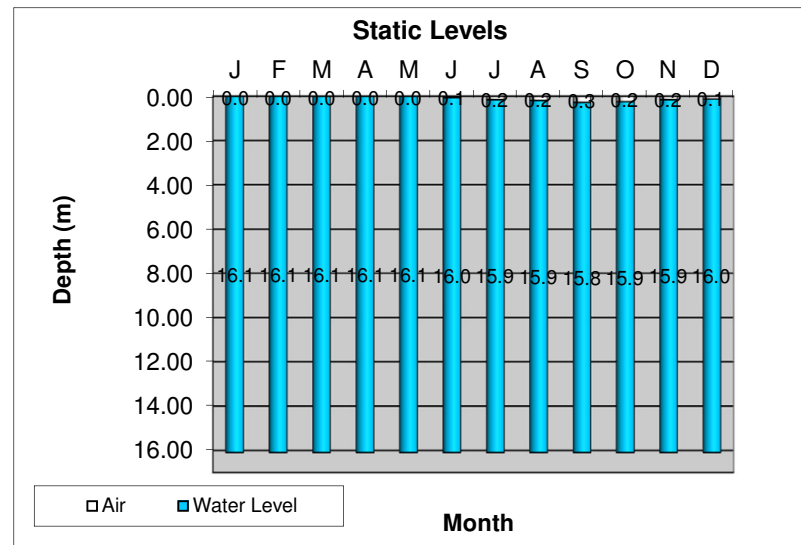 Static Levels
J F M A M J J A S O N D
0.00
0.0 0.0 0.0 0.0 0.0 0.1 0.2 0.2 0.3 0.2 0.2 0.1
2.00
4.00
6.00
8.00
16.1 16.1 16.1 16.1 16.1 16.0 15.9 15.9 15.8 15.9 15.9 16.0
10.00
12.00
14.00
16.00
Depth (m)
Air Water Level
Month